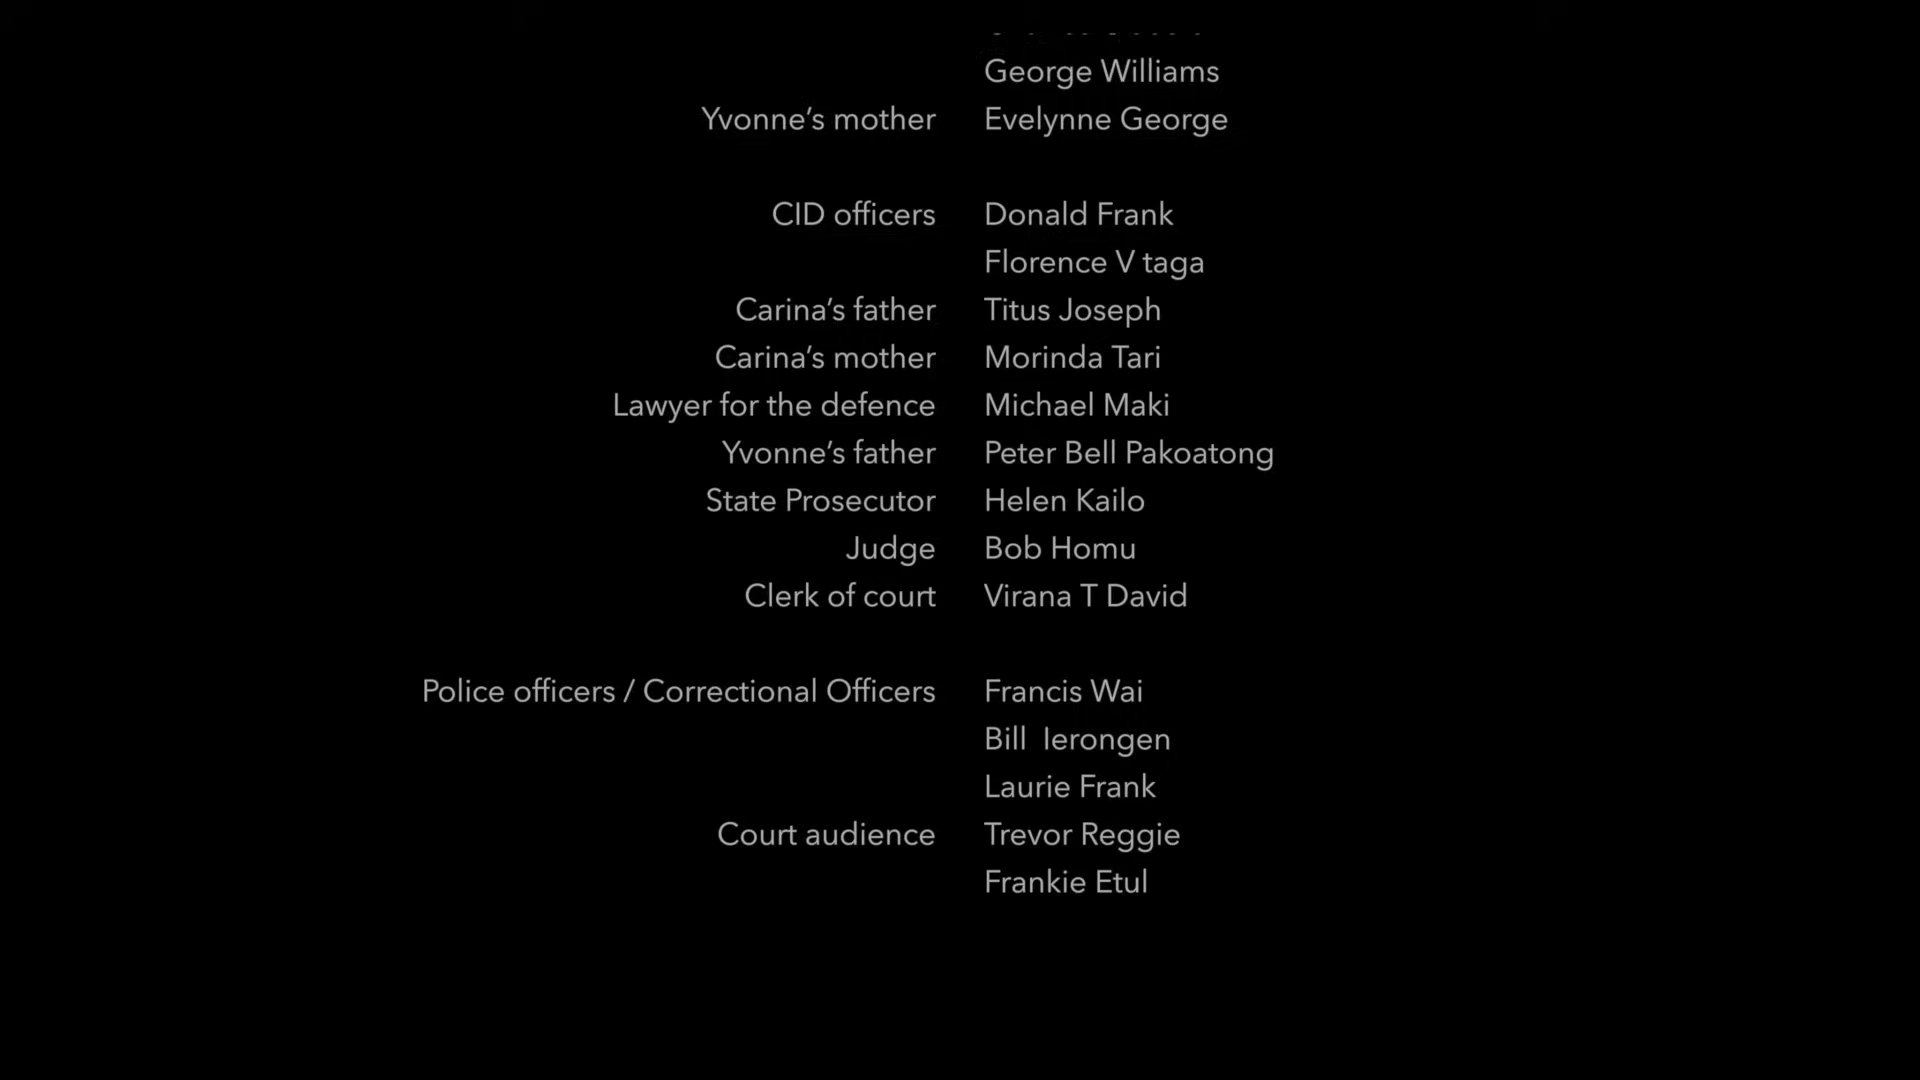 George Williams
Yvonne’s mother Evelynne George
CID officers Donald Frank
Florence V taga
Carina’s father Titus Joseph
Carina’s mother Morinda Tari
Lawyer for the defence Michael Maki
Yvonne’s father Peter Bell Pakoatong
State Prosecutor Helen Kailo
Judge Bob Homu
Clerk of court Virana T David
Police officers / Correctional Officers Francis Wai
Bill Ierongen
Laurie Frank
Court audience Trevor Reggie
Frankie Etul